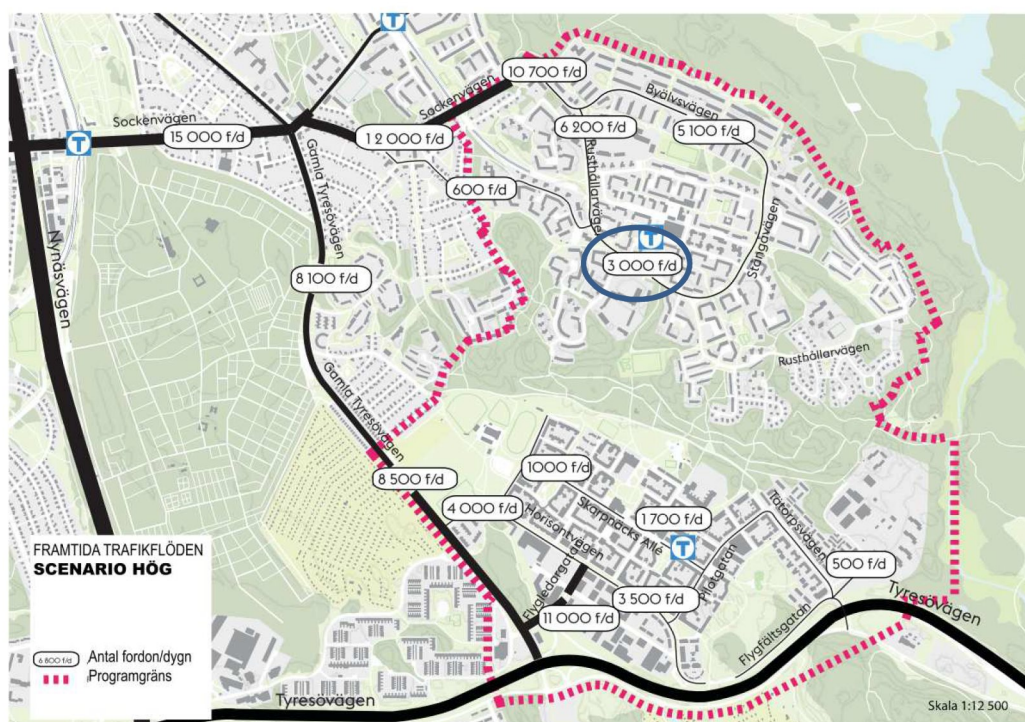 T
10 700 f/d
Sockenvägen
Byälvsvägen
Sockenvägen
T
15 000 f/d
12 000 f/d
6 200 f/d
5 100 f/d
Gamla Tyresövägen
600 f/d
Rusthållarvägen
T
3 000 f/d
Stångåvägen
Nynäsvägen
8 100 f/d
Rusthållarvägen
Gamla Tyresövägen
8 500 f/d
1000 f/d
4 000 f/d
Skarpnäcks Allé
1 700 f/d
Horisontvägen
T
Tätorpsvägen
Pilotgatan
500 f/d
Flygledargatan
3 500 f/d
11 000 f/d
Flygfältsgatan
Tyresövägen
Tyresövägen
FRAMTIDA TRAFIKFLÖDEN
SCENARIO HÖG
6 800 f/d Antal fordon/dygn
Programgräns
Skala 1:12 500